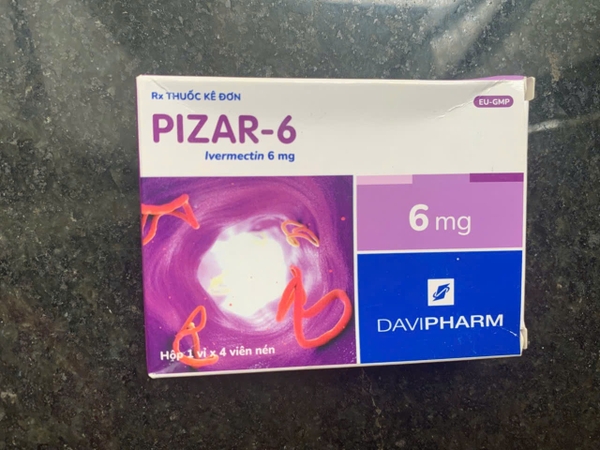 Rx THUỐC KÊ ĐƠN
EU-GMP
PIZAR-6
Ivermectin 6 mg
6 mg
DAVIPHARM
Hộp 1 vỉ x 4 viên nén